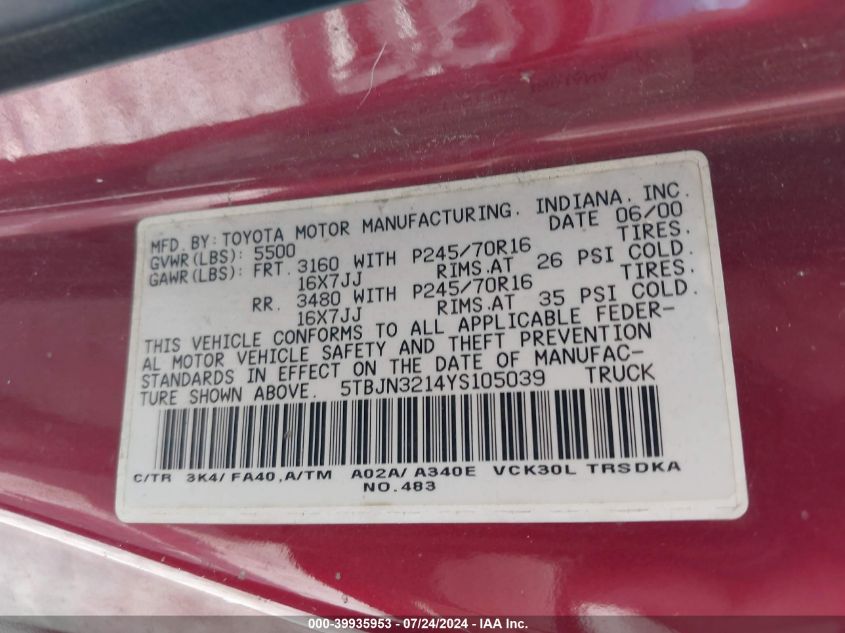 MFD. BY: TOYOTA MOTOR MANUFACTURING. INDIANA. INC.
GVWR(LBS): 5500 DATE 06/00
GAWR(LBS): FRT. 3160 WITH P245/70R16 TIRES.
16X7JJ RIMS.AT 26 PSI COLD.
RR. 3480 WITH P245/70R16 TIRES.
16X7JJ RIMS.AT 35 PSI COLD.
THIS VEHICLE CONFORMS TO ALL APPLICABLE FEDER-
AL MOTOR VEHICLE SAFETY AND THEFT PREVENTION
STANDARDS IN EFFECT ON THE DATE OF MANUFAC-
TURE SHOWN ABOVE. 5TBJN3214YS105039 TRUCK
C/TR 3K4/FA40,A/TM A02A/A340E VCK30L TRSDKA
NO.483
000-39935953 - 07/24/2024 - IAA Inc.